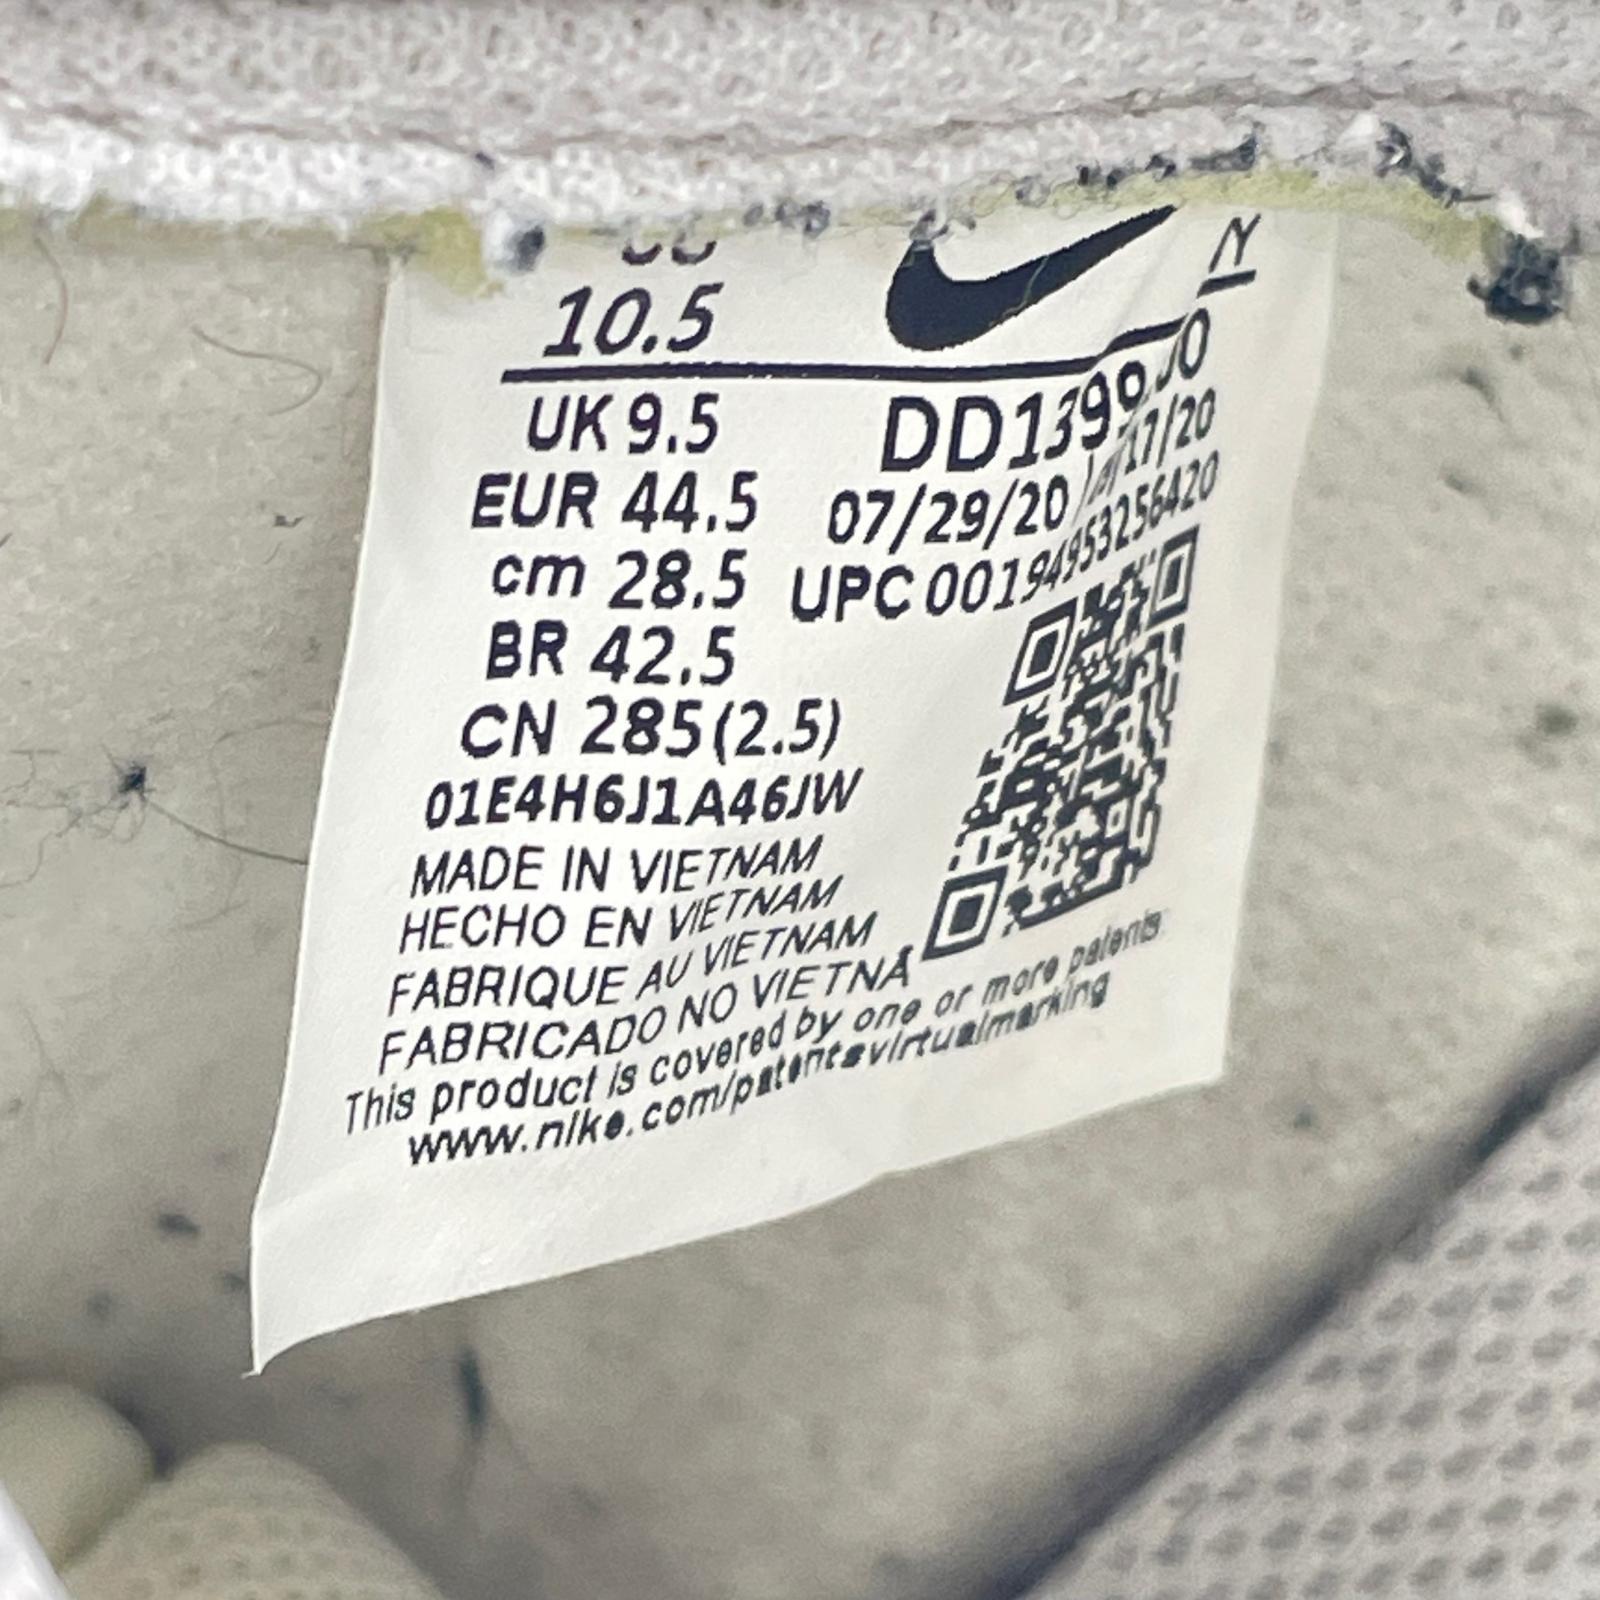 10.5
UK 9.5
EUR 44.5
cm 28.5
BR 42.5
CN 285(2.5)
01E4H6J1A46JW
MADE IN VIETNAM
HECHO EN VIETNAM
FABRIQUE AU VIETNAM
FABRICADO NO VIETNÃ
This product is covered by one or more patents
www.nike.com/patentsvirtualmarking
IY
07/29/20
UPC 00194953256420